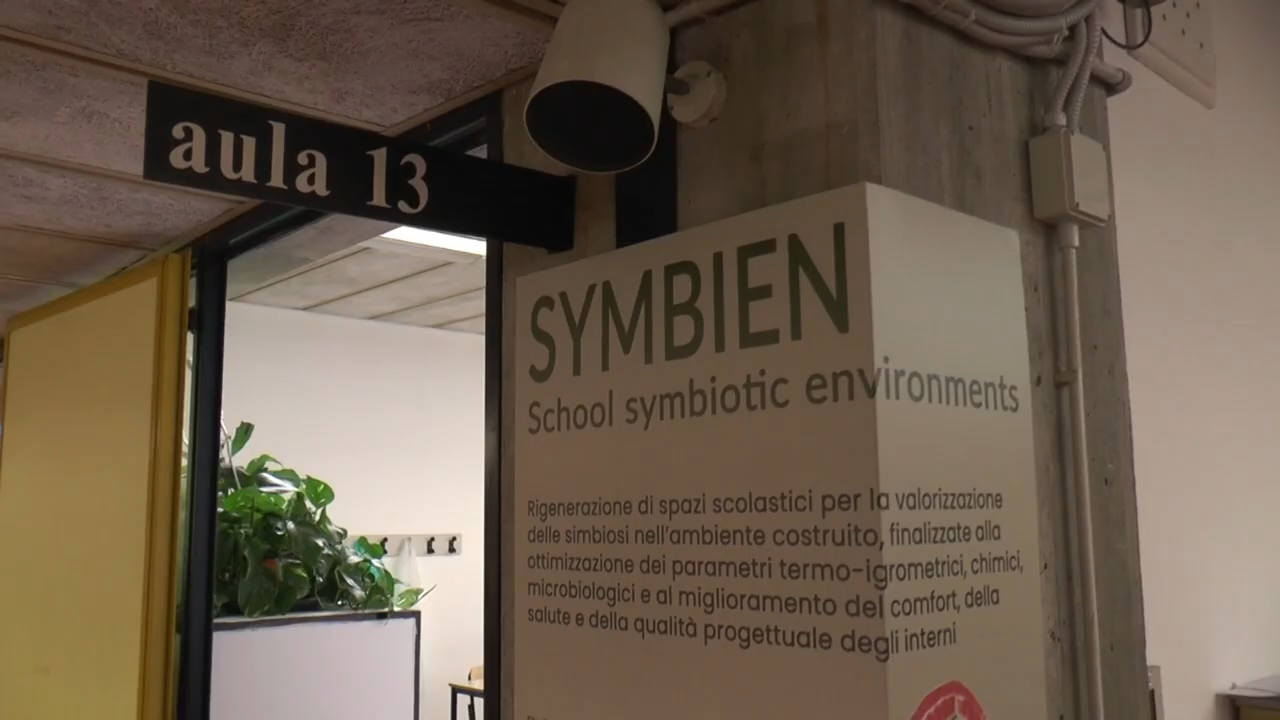 aula 13
SYMBIEN
School symbiotic environments
Rigenerazione di spazi scolastici per la valorizzazione
delle simbiosi nell'ambiente costruito, finalizzate alla
ottimizzazione dei parametri termo-igrometrici, chimici,
microbiologici e al miglioramento del comfort, della
salute e della qualità progettuale degli interni